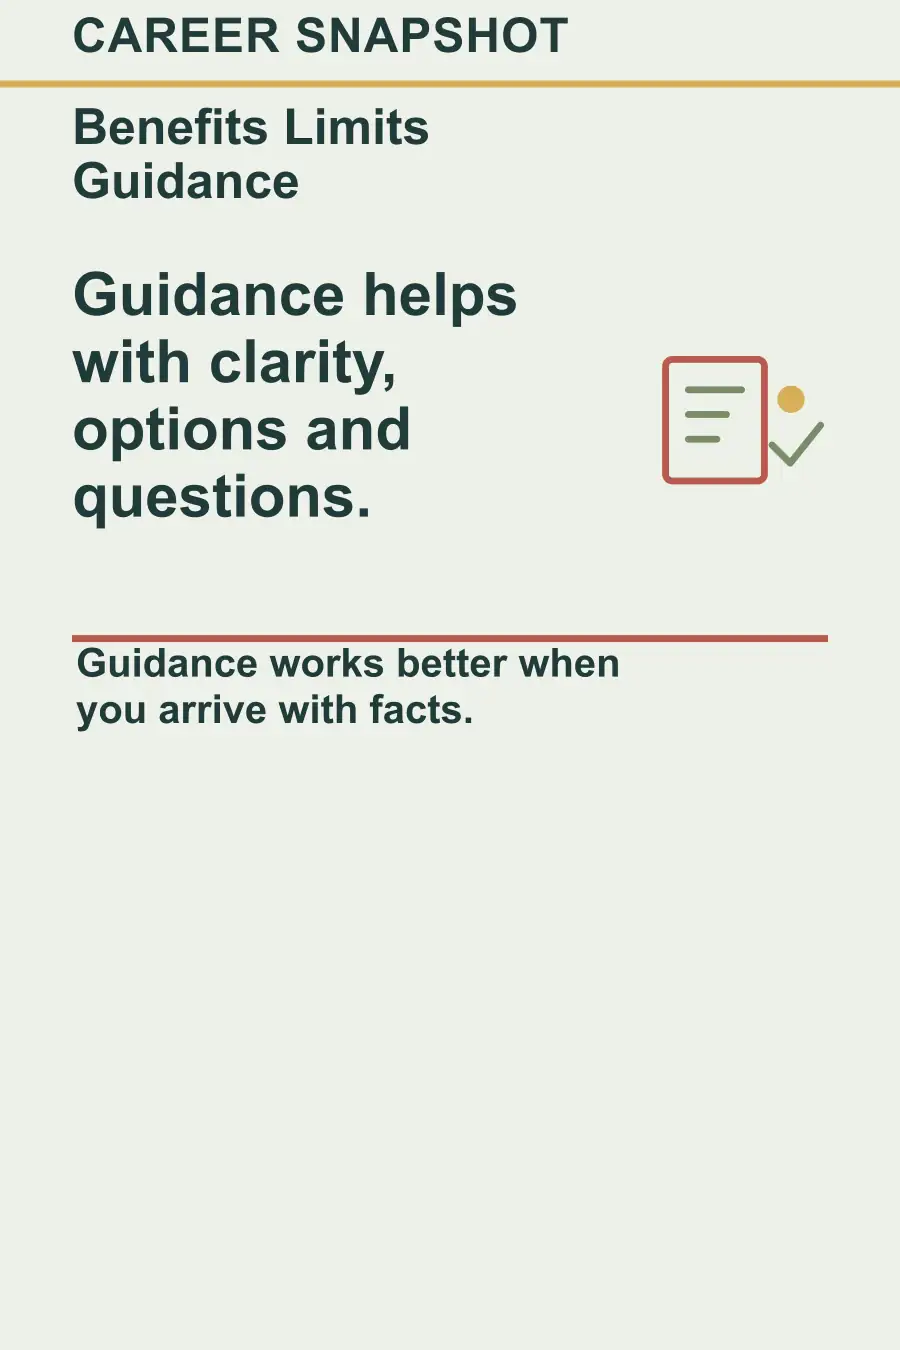 CAREER SNAPSHOT
Benefits Limits
Guidance
Guidance helps
with clarity,
options and
questions.
Guidance works better when
you arrive with facts.